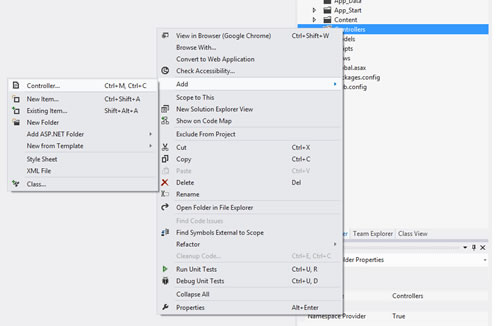 App_Data
App_Start
Content
Controllers
View in Browser (Google Chrome) Ctrl+Shift+W
Browse With...
Convert to Web Application
Check Accessibility...
Add
Scope to This
New Solution Explorer View
Show on Code Map
Exclude From Project
Cut Ctrl+X
Copy Ctrl+C
Paste Ctrl+V
Delete Del
Rename
Open Folder in File Explorer
Find Code Issues
Find Symbols External to Scope
Refactor
Cleanup Code... Ctrl+E, Ctrl+C
Run Unit Tests Ctrl+U, R
Debug Unit Tests Ctrl+U, D
Collapse All
Properties Alt+Enter
Controller... Ctrl+M, Ctrl+C
New Item... Ctrl+Shift+A
Existing Item... Shift+Alt+A
New Folder
Add ASP.NET Folder
New from Template
Style Sheet
XML File
Class...
dels
ripts
ws
bal.asax
ckages.config
b.config
er Team Explorer Class View
lder Properties
e Controllers
Namespace Provider True